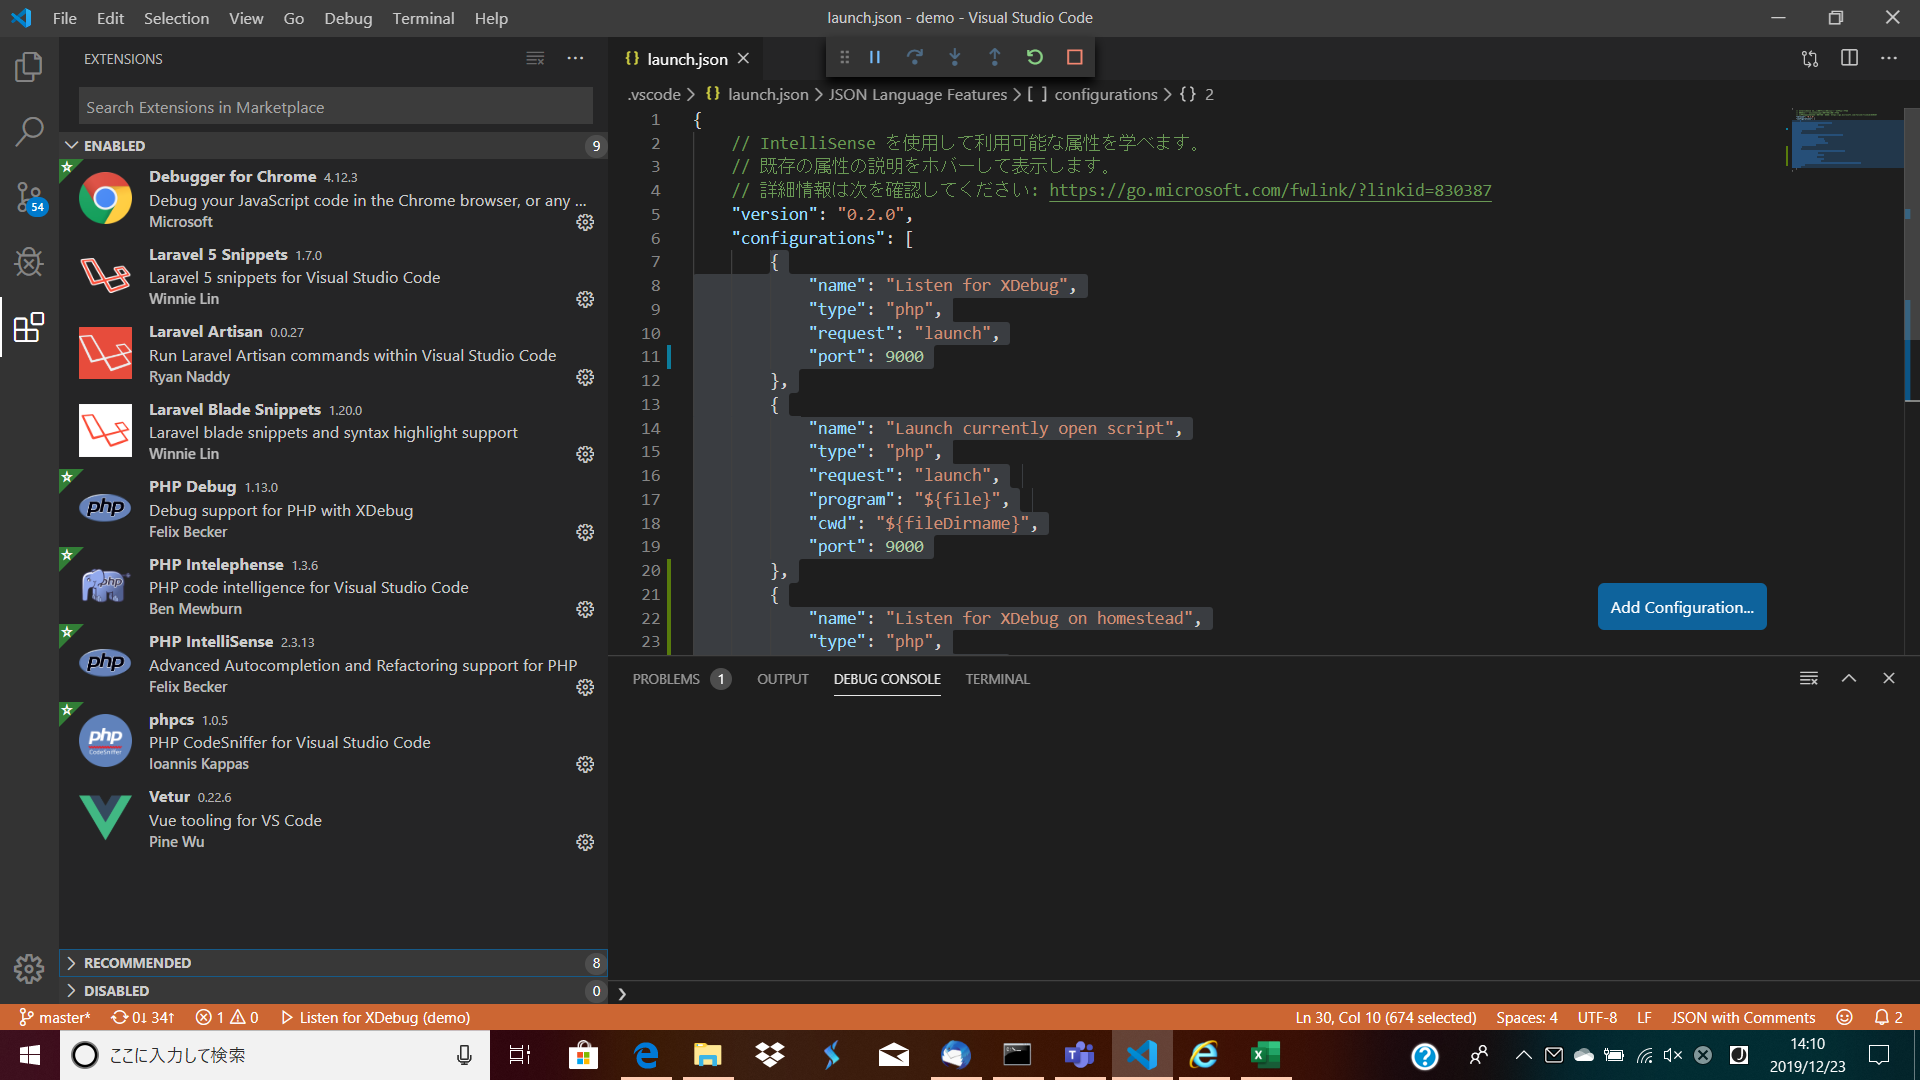 File Edit Selection View Go Debug Terminal Help
launch.json - demo - Visual Studio Code
EXTENSIONS
Search Extensions in Marketplace
ENABLED 9
Debugger for Chrome 4.12.3
Debug your JavaScript code in the Chrome browser, or any ...
Microsoft
Laravel 5 Snippets 1.7.0
Laravel 5 snippets for Visual Studio Code
Winnie Lin
Laravel Artisan 0.0.27
Run Laravel Artisan commands within Visual Studio Code
Ryan Naddy
Laravel Blade Snippets 1.20.0
Laravel blade snippets and syntax highlight support
Winnie Lin
php
PHP Debug 1.13.0
Debug support for PHP with XDebug
Felix Becker
php
PHP Intelephense 1.3.6
PHP code intelligence for Visual Studio Code
Ben Mewburn
php
PHP IntelliSense 2.3.13
Advanced Autocompletion and Refactoring support for PHP
Felix Becker
php
CodeSniffer
phpcs 1.0.5
PHP CodeSniffer for Visual Studio Code
Ioannis Kappas
Vetur 0.22.6
Vue tooling for VS Code
Pine Wu
RECOMMENDED 8
DISABLED 0
54
{} launch.json
.vscode > {} launch.json > JSON Language Features > [ ] configurations > {} 2
1 {
2 // IntelliSense を使用して利用可能な属性を学べます。
3 // 既存の属性の説明をホバーして表示します。
4 // 詳細情報は次を確認してください: https://go.microsoft.com/fwlink/?linkid=830387
5 "version": "0.2.0",
6 "configurations": [
7 {
8 "name": "Listen for XDebug",
9 "type": "php",
10 "request": "launch",
11 "port": 9000
12 },
13 {
14 "name": "Launch currently open script",
15 "type": "php",
16 "request": "launch",
17 "program": "${file}",
18 "cwd": "${fileDirname}",
19 "port": 9000
20 },
21 {
22 "name": "Listen for XDebug on homestead",
23 "type": "php",
Add Configuration...
PROBLEMS 1 OUTPUT DEBUG CONSOLE TERMINAL
master* 0↓ 34↑ 1 0 Listen for XDebug (demo)
Ln 30, Col 10 (674 selected) Spaces: 4 UTF-8 LF JSON with Comments 2
ここに入力して検索
14:10
2019/12/23